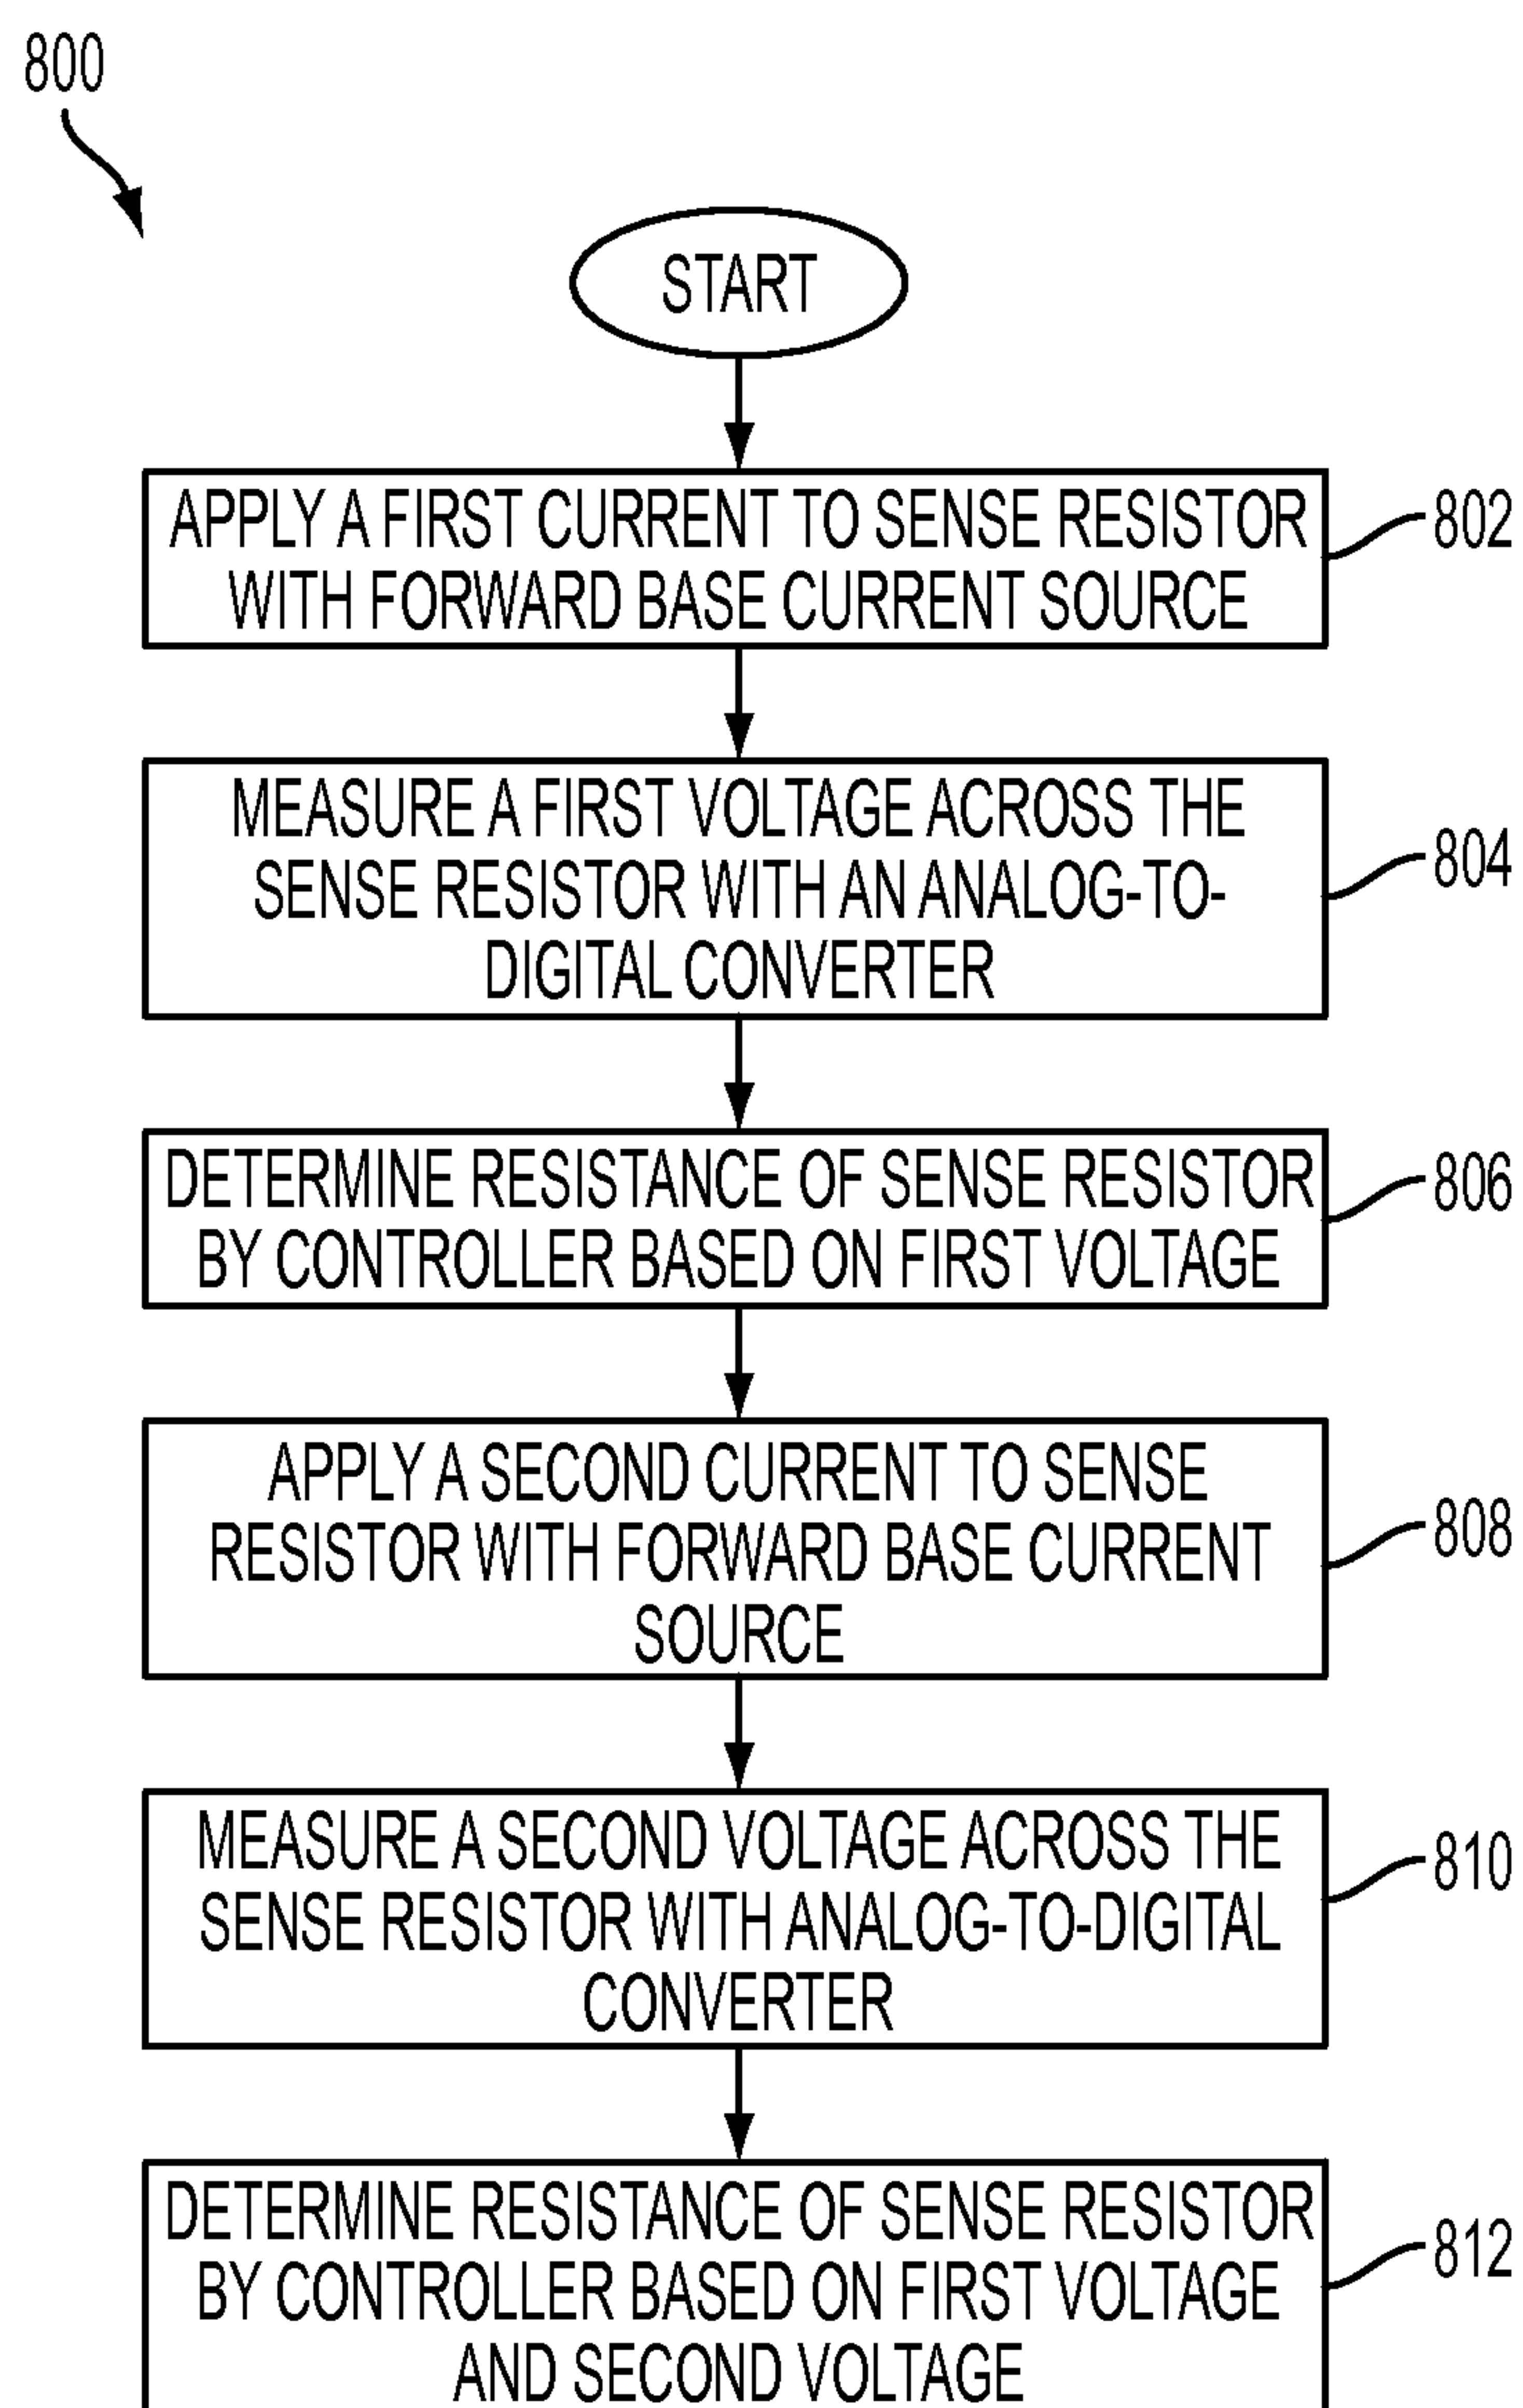 800
START
APPLY A FIRST CURRENT TO SENSE RESISTOR
WITH FORWARD BASE CURRENT SOURCE
802
MEASURE A FIRST VOLTAGE ACROSS THE
SENSE RESISTOR WITH AN ANALOG-TO-
DIGITAL CONVERTER
804
DETERMINE RESISTANCE OF SENSE RESISTOR
BY CONTROLLER BASED ON FIRST VOLTAGE
806
APPLY A SECOND CURRENT TO SENSE
RESISTOR WITH FORWARD BASE CURRENT
SOURCE
808
MEASURE A SECOND VOLTAGE ACROSS THE
SENSE RESISTOR WITH ANALOG-TO-DIGITAL
CONVERTER
810
DETERMINE RESISTANCE OF SENSE RESISTOR
BY CONTROLLER BASED ON FIRST VOLTAGE
AND SECOND VOLTAGE
812